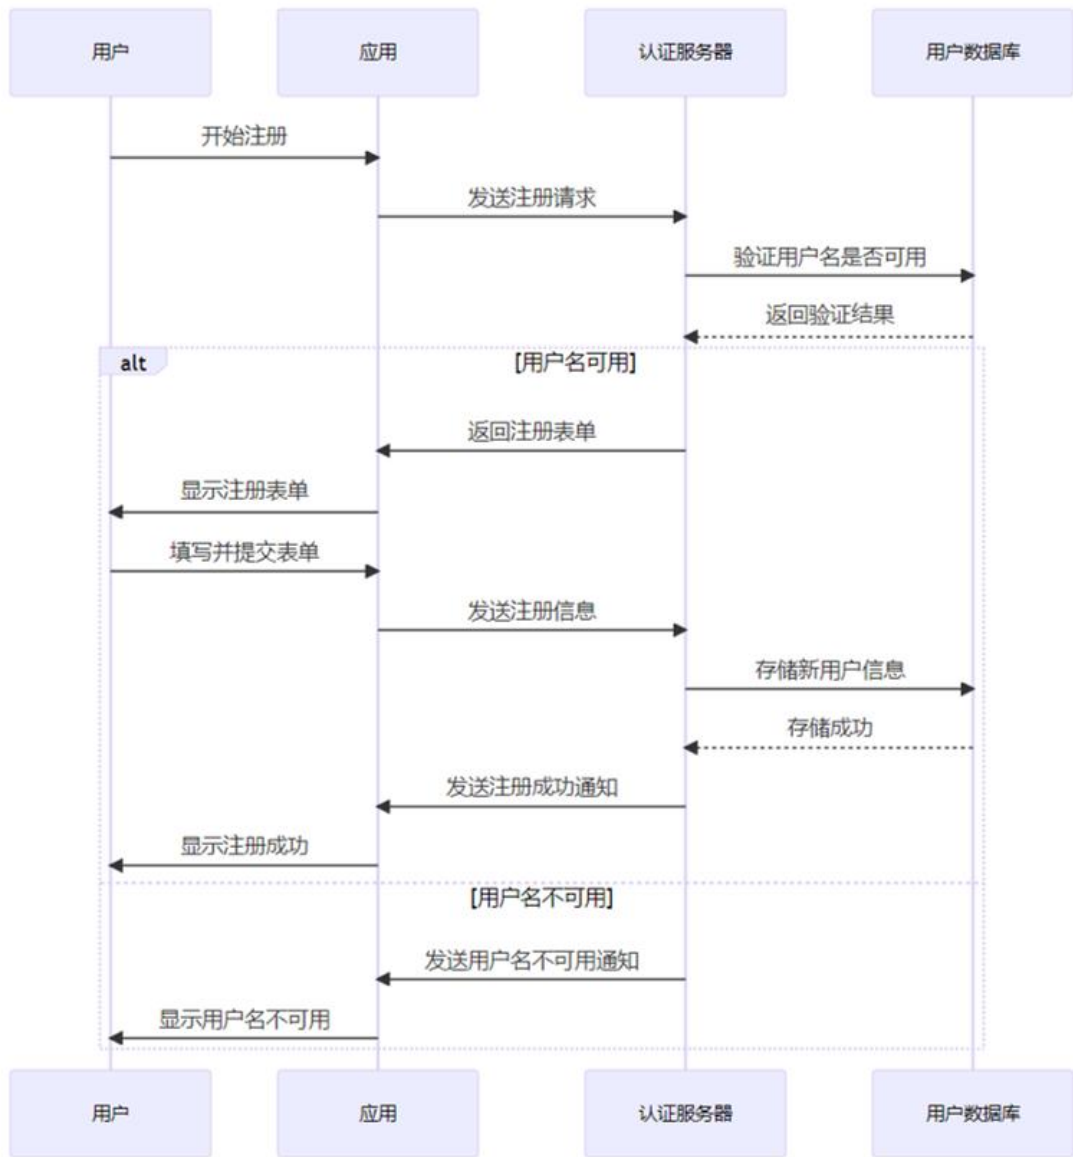 用户 应用 认证服务器 用户数据库
开始注册
发送注册请求
验证用户名是否可用
返回验证结果
alt [用户名可用]
返回注册表单
显示注册表单
填写并提交表单
发送注册信息
存储新用户信息
存储成功
发送注册成功通知
显示注册成功
[用户名不可用]
发送用户名不可用通知
显示用户名不可用
用户 应用 认证服务器 用户数据库